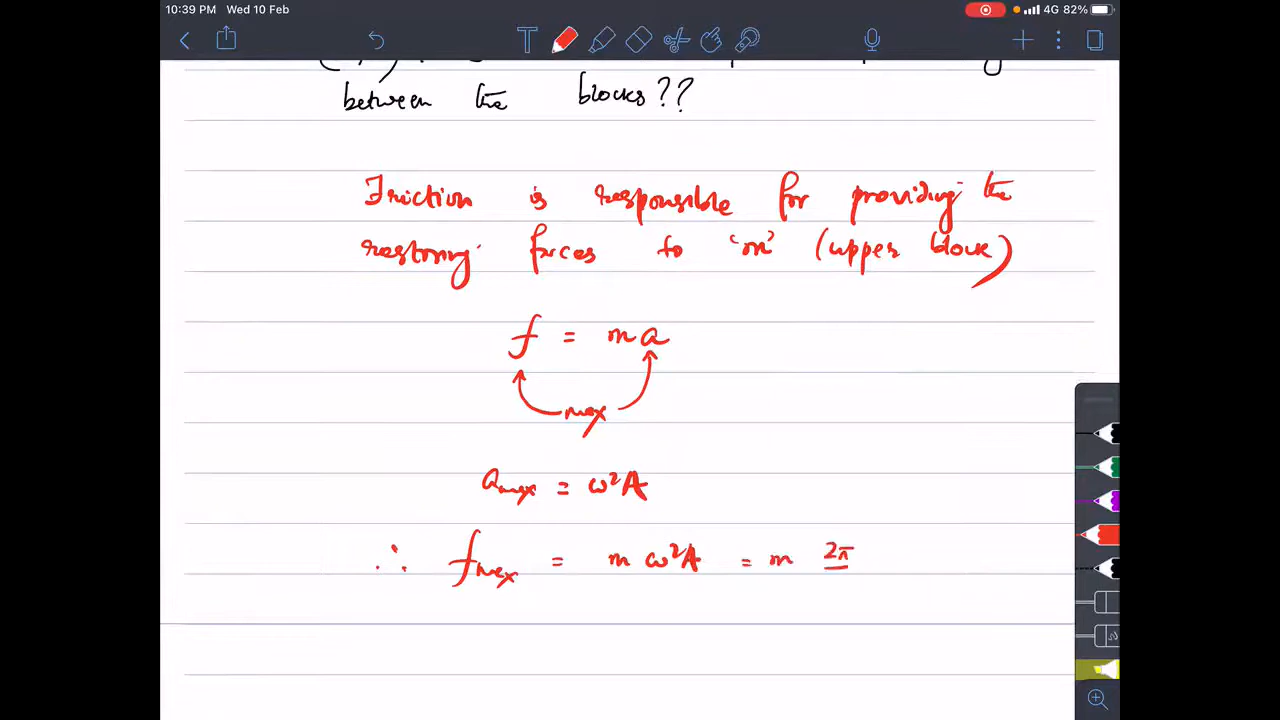 10:39 PM Wed 10 Feb
4G 82%
between the blocks??
Friction is responsible for providing the
restoring forces to 'm' (upper block)
f = ma
max
amax = ω²A
∴ fmax = mω²A = m 2π